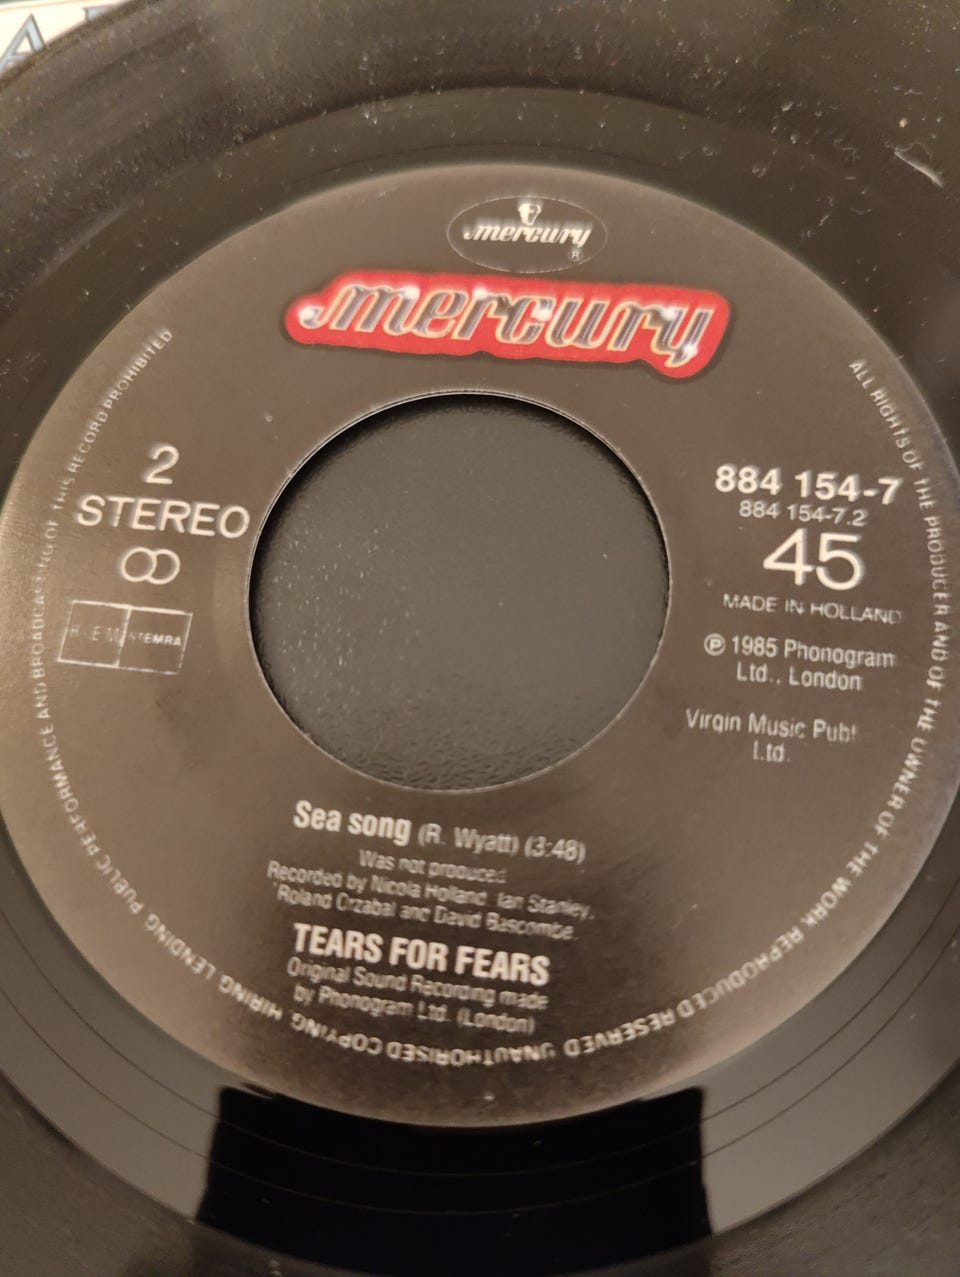 mercury
®
mercury
2
STEREO
STEMRA
884 154-7
884 154-7.2
45
MADE IN HOLLAND
℗ 1985 Phonogram
Ltd., London
Virgin Music Publ
Ltd.
Sea song (R. Wyatt) (3:48)
Was not produced
Recorded by Nicola Holland, Ian Stanley,
Roland Orzabal and David Bascombe.
TEARS FOR FEARS
Original Sound Recording made
by Phonogram Ltd. (London)
ALL RIGHTS OF THE PRODUCER AND OF THE OWNER OF THE WORK REPRODUCED RESERVED UNAUTHORISED COPYING, HIRING, LENDING, PUBLIC PERFORMANCE AND BROADCASTING OF THIS RECORD PROHIBITED